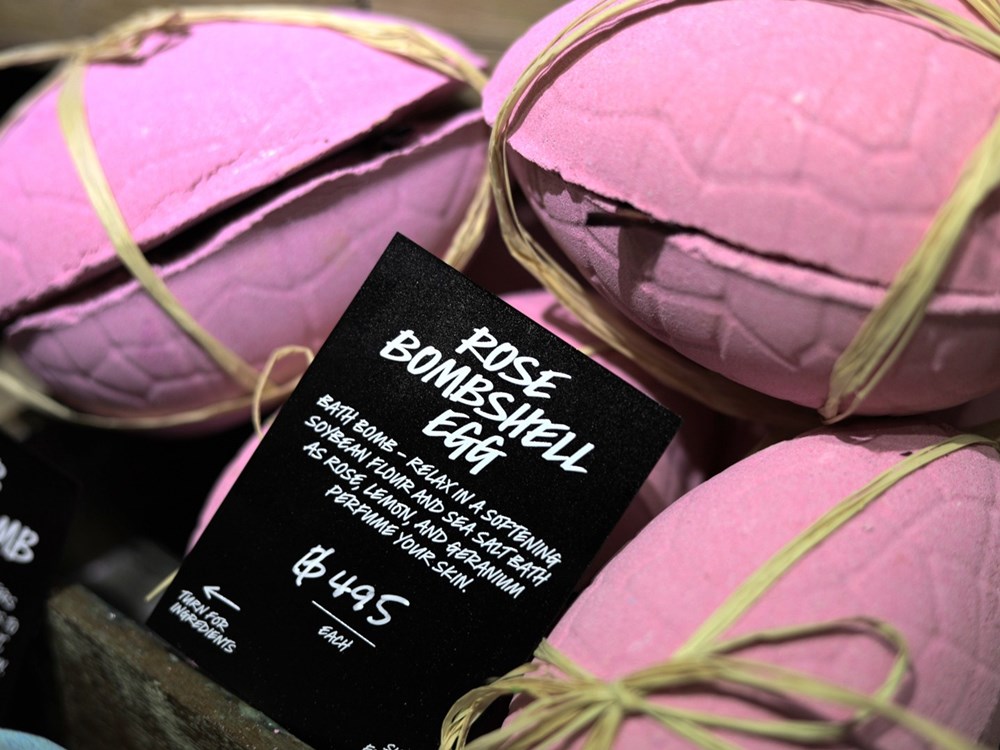 ROSE
BOMBSHELL
EGG
BATH BOMB - RELAX IN A SOFTENING
SOYBEAN FLOUR AND SEA SALT BATH
AS ROSE, LEMON, AND GERANIUM
PERFUME YOUR SKIN.
₱ 495
EACH
←
TURN FOR
INGREDIENTS
MB